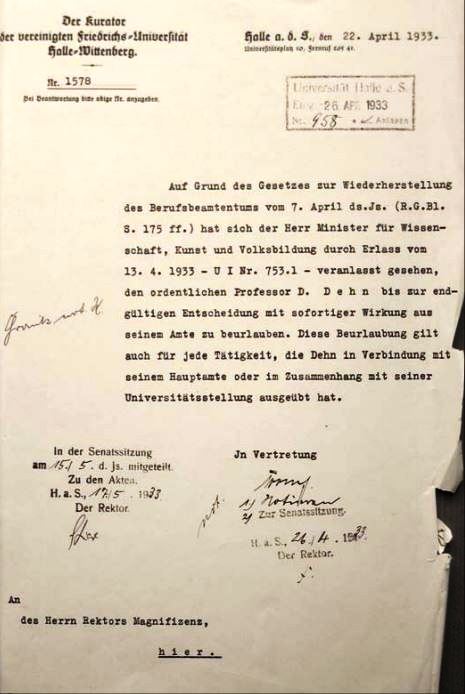 Der Kurator
der vereinigten Friedrichs-Universität
Halle-Wittenberg.
Nr. 1578
Bei Beantwortung bitte obige Nr. anzugeben.
Halle a. d. S., den 22. April 1933.
Universitätsplatz 10, Fernruf
Universität Halle a. S.
Eing. 26. APR. 1933
Nr. 958 Anlagen
Auf Grund des Gesetzes zur Wiederherstellung
des Berufsbeamtentums vom 7. April ds.Js. (R.G.Bl.
S. 175 ff.) hat sich der Herr Minister für Wissen-
schaft, Kunst und Volksbildung durch Erlass vom
13. 4. 1933 - U I Nr. 753.1 - veranlasst gesehen,
den ordentlichen Professor D. D e h n bis zur end-
gültigen Entscheidung mit sofortiger Wirkung aus
seinem Amte zu beurlauben. Diese Beurlaubung gilt
auch für jede Tätigkeit, die Dehn in Verbindung mit
seinem Hauptamte oder im Zusammenhang mit seiner
Universitätsstellung ausgeübt hat.
In der Senatssitzung
am 15/5. d. js. mitgeteilt.
Zu den Akten.
H. a. S., 17/5. 1933
Der Rektor.
Jn Vertretung
1)
2) Zur Senatssitzung.
H. a. S., 26/4. 1933.
Der Rektor.
An
des Herrn Rektors Magnifizenz,
h i e r .